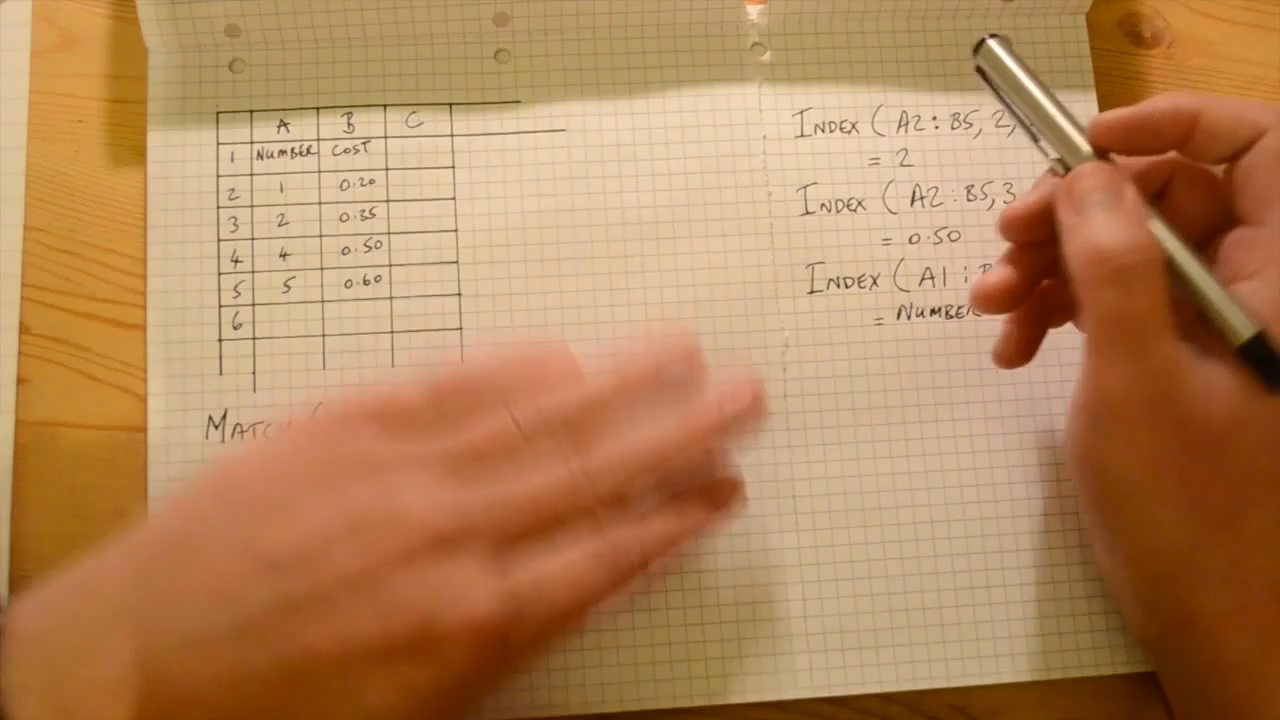 A B C
1 NUMBER COST
2 1 0.20
3 2 0.35
4 4 0.50
5 5 0.60
6
INDEX ( A2 : B5, 2,
= 2
INDEX ( A2 : B5, 3
= 0.50
INDEX ( A1 :
= NUMBER